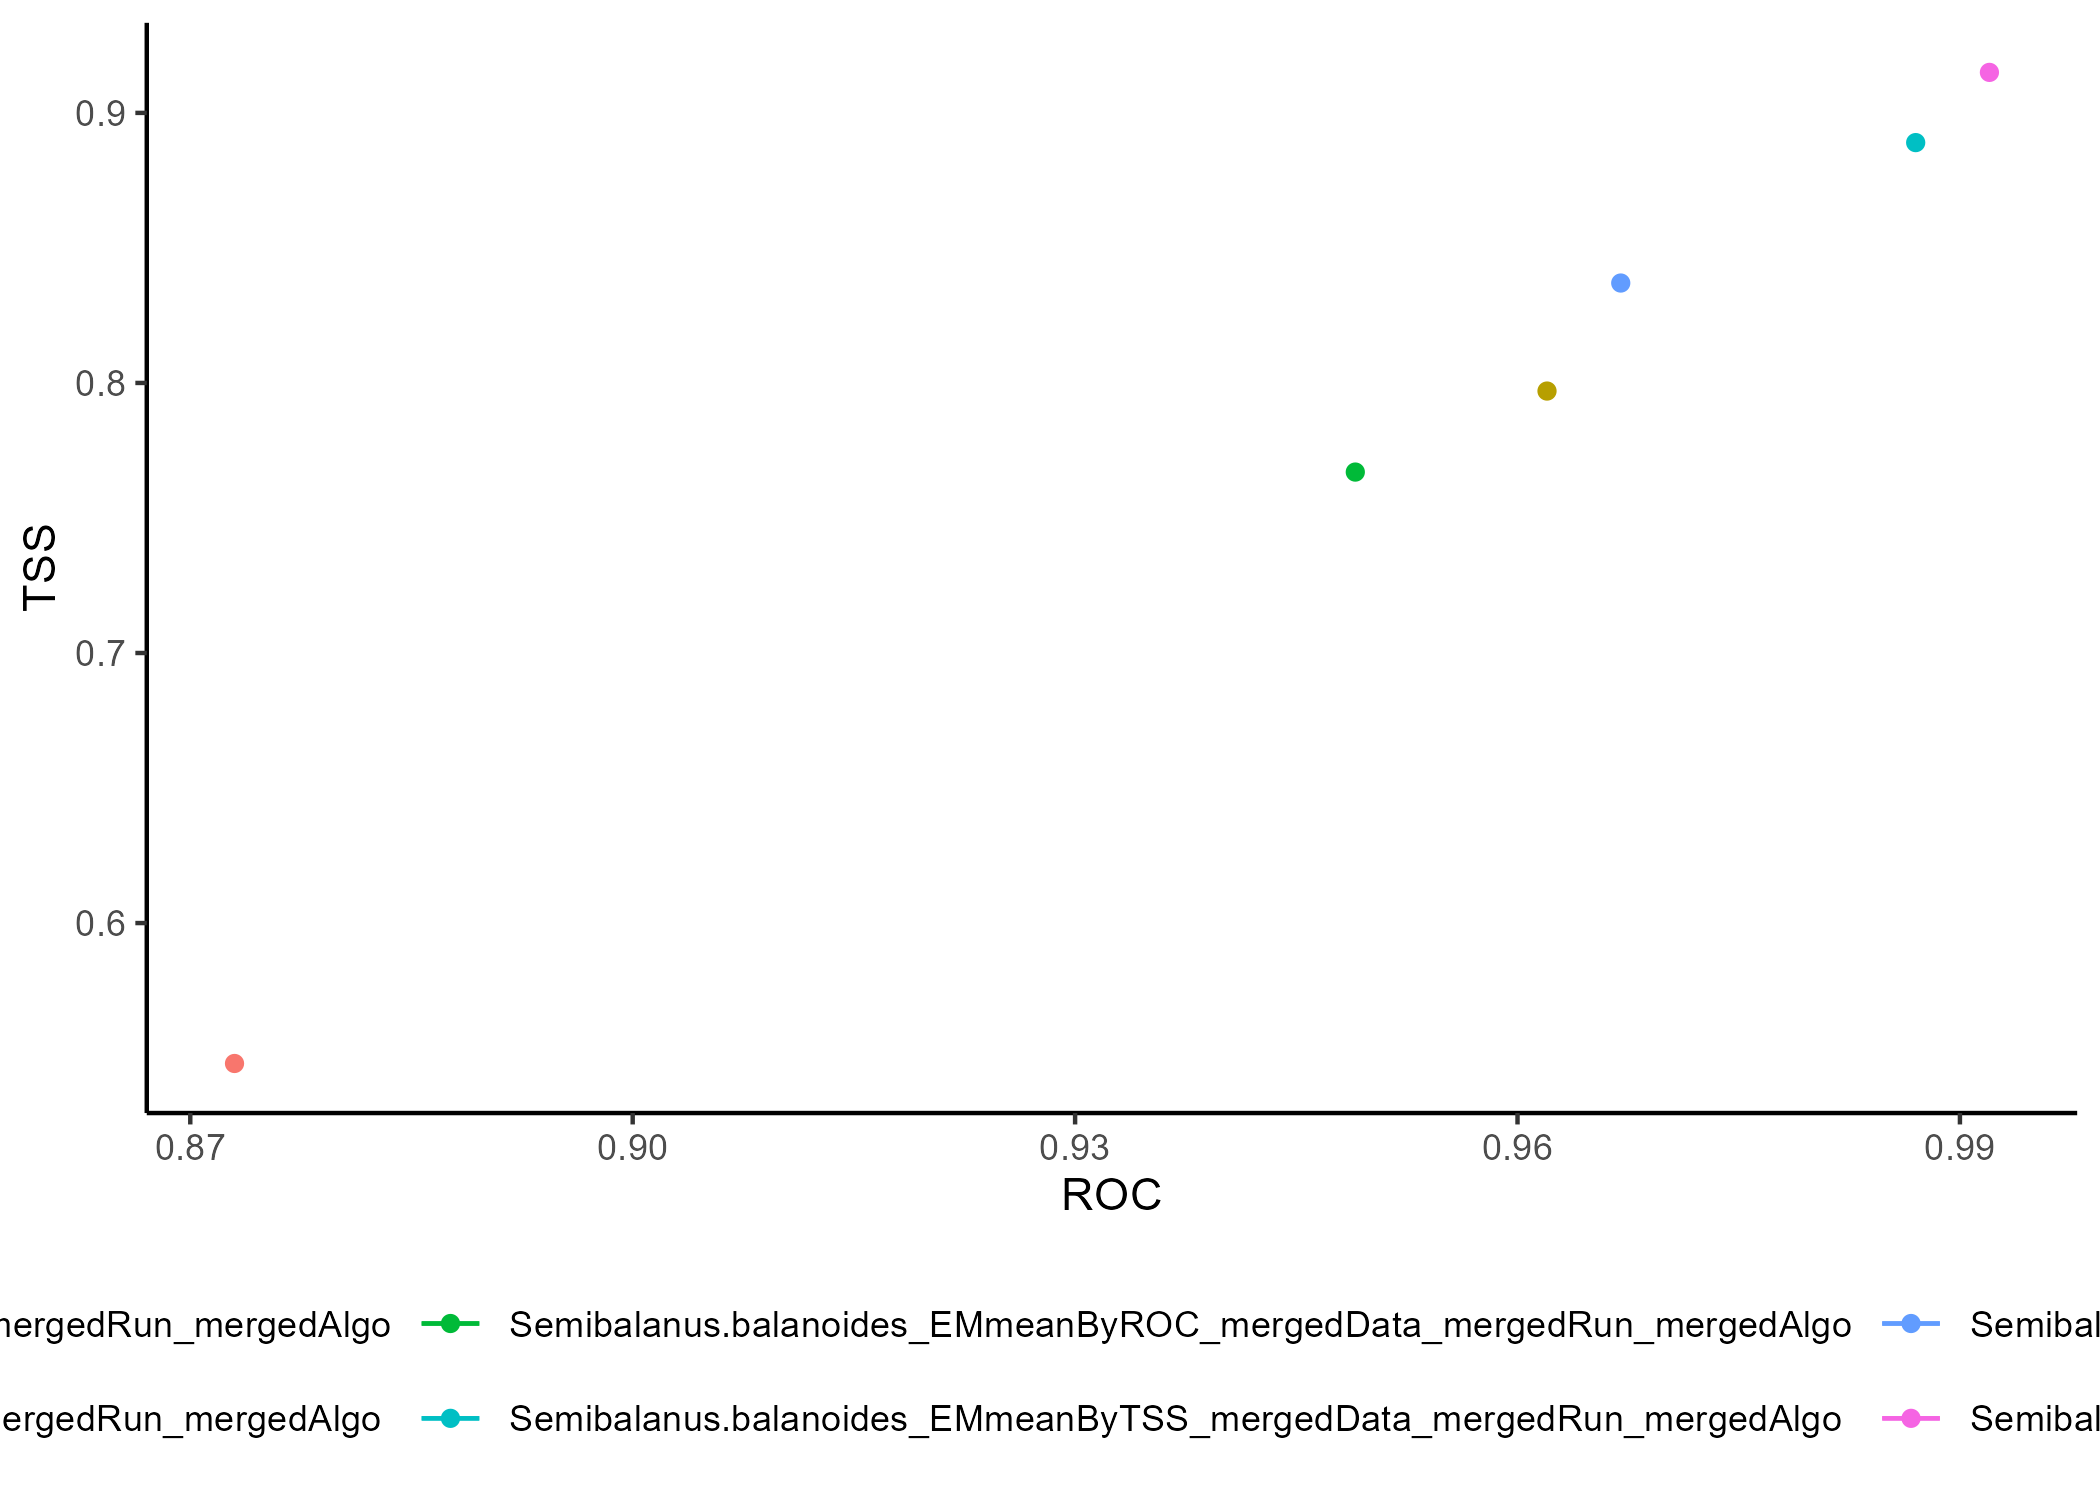 0.9
0.8
0.7
0.6
TSS
0.87 0.90 0.93 0.96 0.99
ROC
mergedRun_mergedAlgo Semibalanus.balanoides_EMmeanByROC_mergedData_mergedRun_mergedAlgo Semibal
ergedRun_mergedAlgo Semibalanus.balanoides_EMmeanByTSS_mergedData_mergedRun_mergedAlgo Semibal